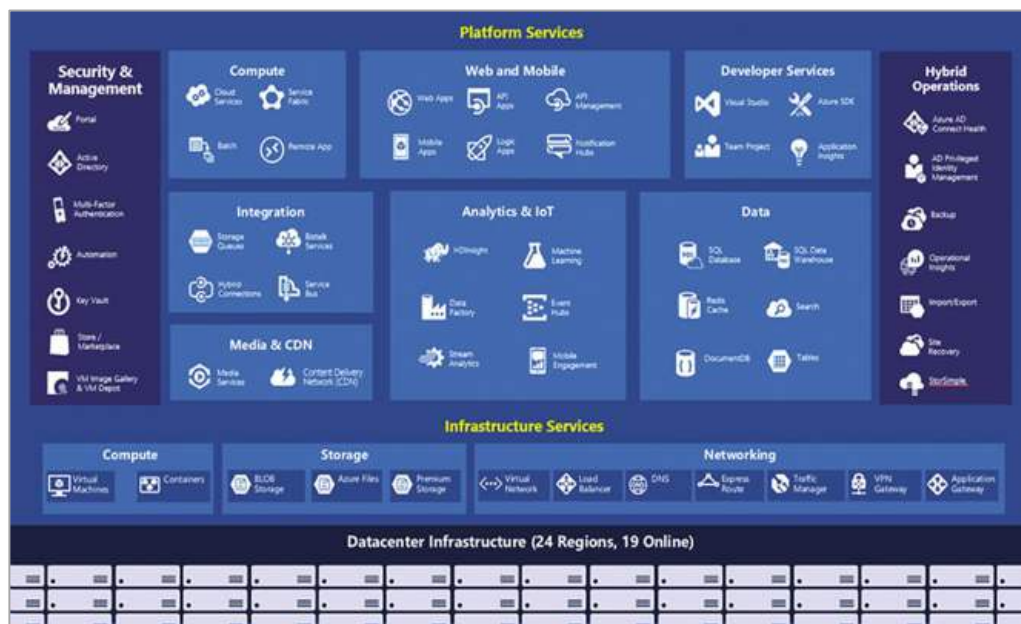 Platform Services
Security &
Management
Portal
Active
Directory
Multi-Factor
Authentication
Automation
Key Vault
Store /
Marketplace
VM Image Gallery
& VM Depot
Compute
Cloud
Services
Service
Fabric
Batch
Remote App
Web and Mobile
Web Apps
API
Apps
API
Management
Mobile
Apps
Logic
Apps
Notification
Hubs
Developer Services
Visual Studio
Azure SDK
Team Project
Application
Insights
Hybrid
Operations
Azure AD
Connect Health
AD Privileged
Identity
Management
Backup
Operational
Insights
Import/Export
Site
Recovery
StorSimple
Integration
Storage
Queues
Biztalk
Services
Hybrid
Connections
Service
Bus
Analytics & IoT
HDInsight
Machine
Learning
Data
Factory
Event
Hubs
Stream
Analytics
Mobile
Engagement
Data
SQL
Database
SQL Data
Warehouse
Redis
Cache
Search
DocumentDB
Tables
Media & CDN
Media
Services
Content Delivery
Network (CDN)
Infrastructure Services
Compute
Virtual
Machines
Containers
Storage
BLOB
Storage
Azure Files
Premium
Storage
Networking
Virtual
Network
Load
Balancer
DNS
Express
Route
Traffic
Manager
VPN
Gateway
Application
Gateway
Datacenter Infrastructure (24 Regions, 19 Online)